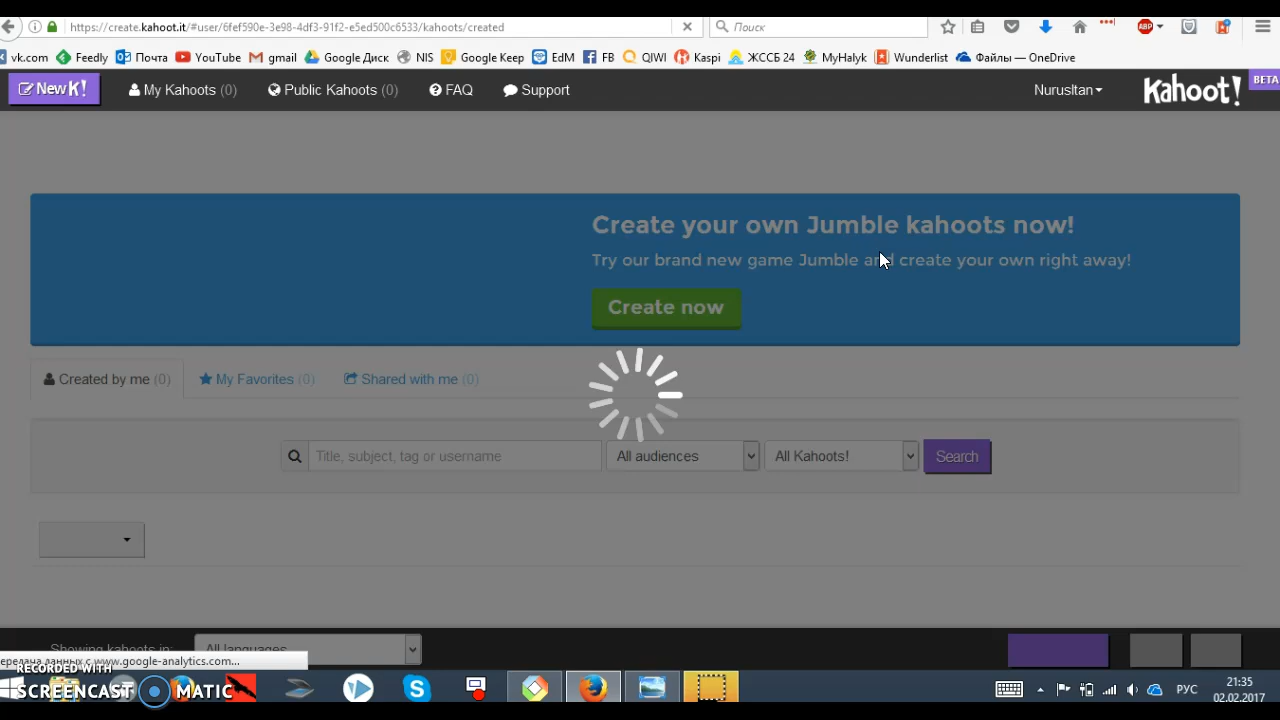 https://create.kahoot.it/#user/6fef590e-3e98-4df3-91f2-e5ed500c6533/kahoots/created
Поиск
ABP
vk.com Feedly Почта YouTube gmail Google Диск NIS Google Keep EdM FB QIWI Kaspi ЖССБ 24 MyHalyk Wunderlist Файлы — OneDrive
New K! My Kahoots (0) Public Kahoots (0) FAQ Support Nurusltan Kahoot! BETA
Create your own Jumble kahoots now!
Try our brand new game Jumble and create your own right away!
Create now
Created by me (0) My Favorites (0) Shared with me (0)
Title, subject, tag or username All audiences All Kahoots! Search
Showing kahoots in: All languages
ередача данных с www.google-analytics.com...
RECORDED WITH
SCREENCAST MATIC
РУС
21:35
02.02.2017